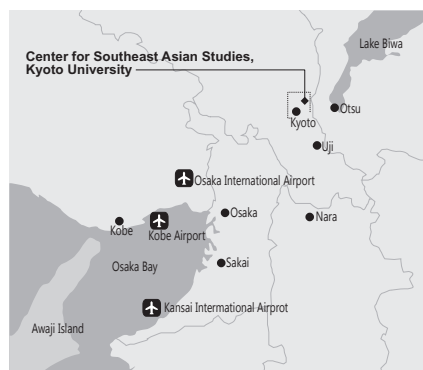 Lake Biwa
Center for Southeast Asian Studies,
Kyoto University
Otsu
Kyoto
Uji
Osaka International Airport
Osaka
Nara
Kobe
Kobe Airport
Osaka Bay
Sakai
Kansai International Airprot
Awaji Island